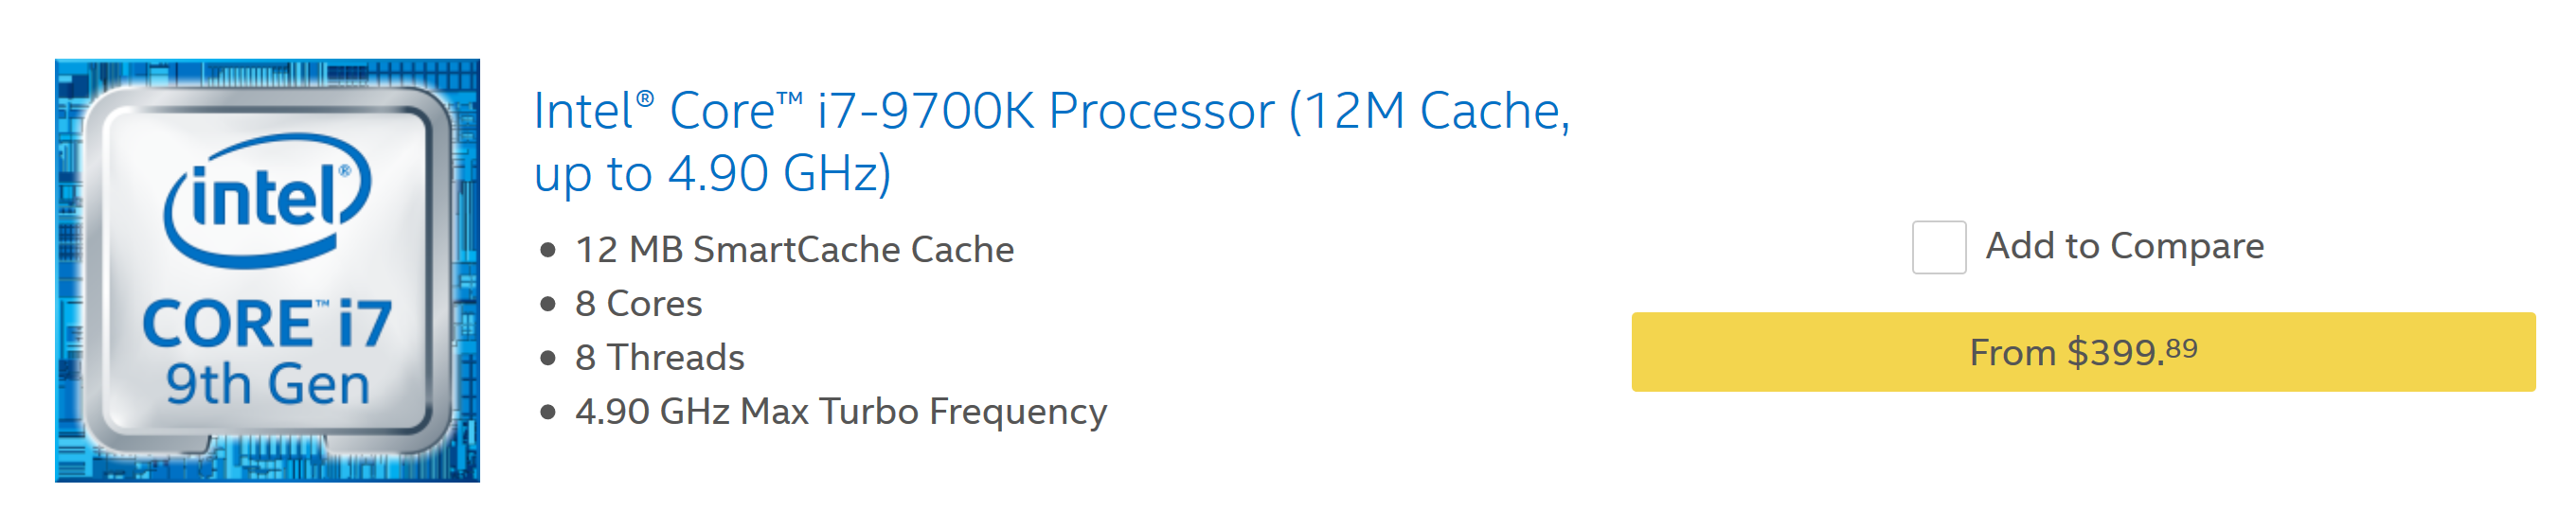 intel®
CORE™ i7
9th Gen
Intel® Core™ i7-9700K Processor (12M Cache,
up to 4.90 GHz)
• 12 MB SmartCache Cache
• 8 Cores
• 8 Threads
• 4.90 GHz Max Turbo Frequency
Add to Compare
From $399.89